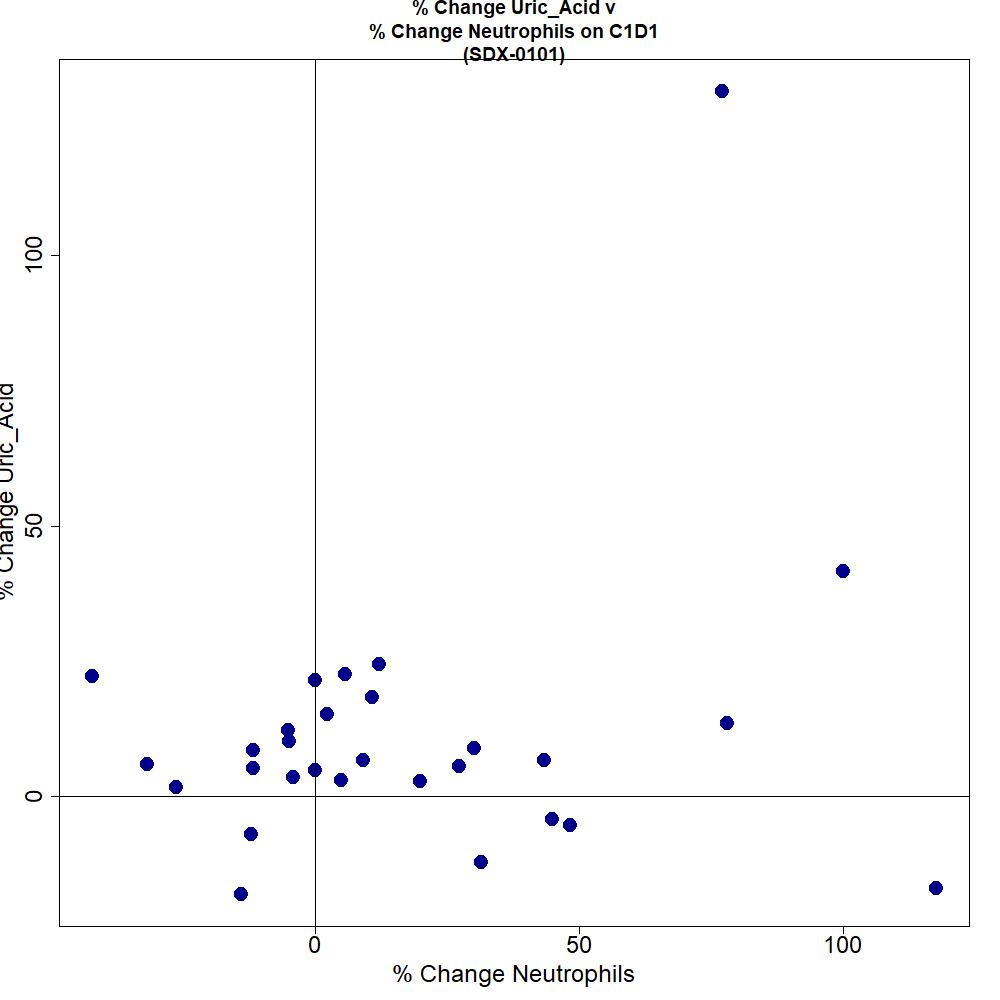 % Change Uric_Acid v
% Change Neutrophils on C1D1
(SDX-0101)
% Change Uric_Acid
100
50
0
0 50 100
% Change Neutrophils